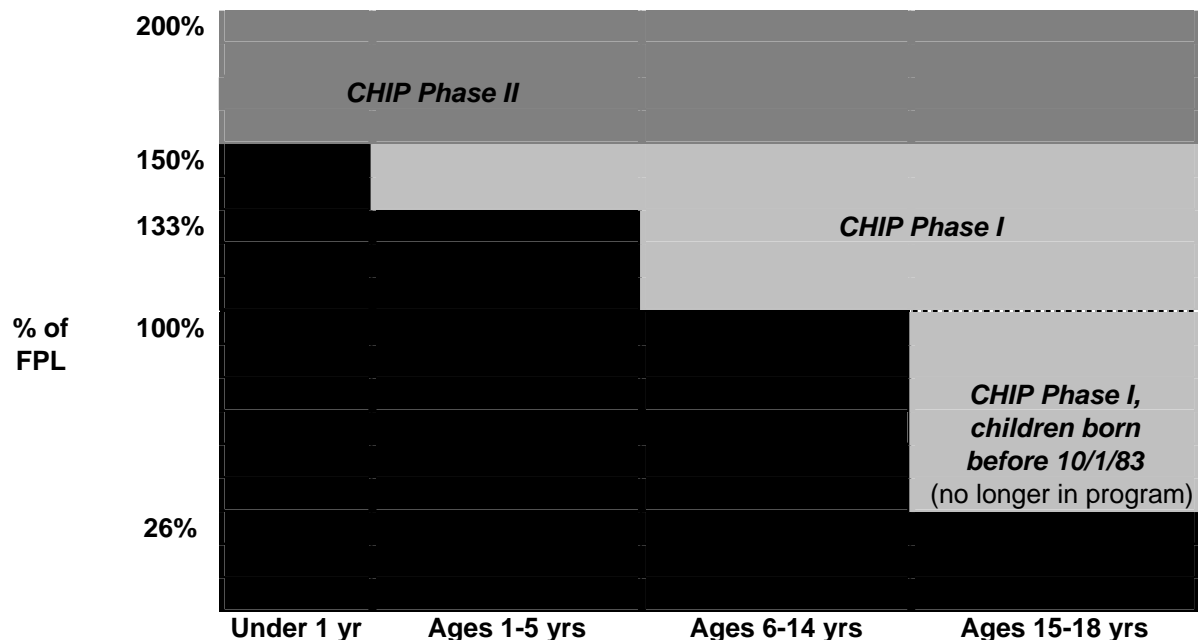 200%
CHIP Phase II
150%
133%
CHIP Phase I
% of
FPL
100%
CHIP Phase I,
children born
before 10/1/83
(no longer in program)
26%
Under 1 yr
Ages 1-5 yrs
Ages 6-14 yrs
Ages 15-18 yrs